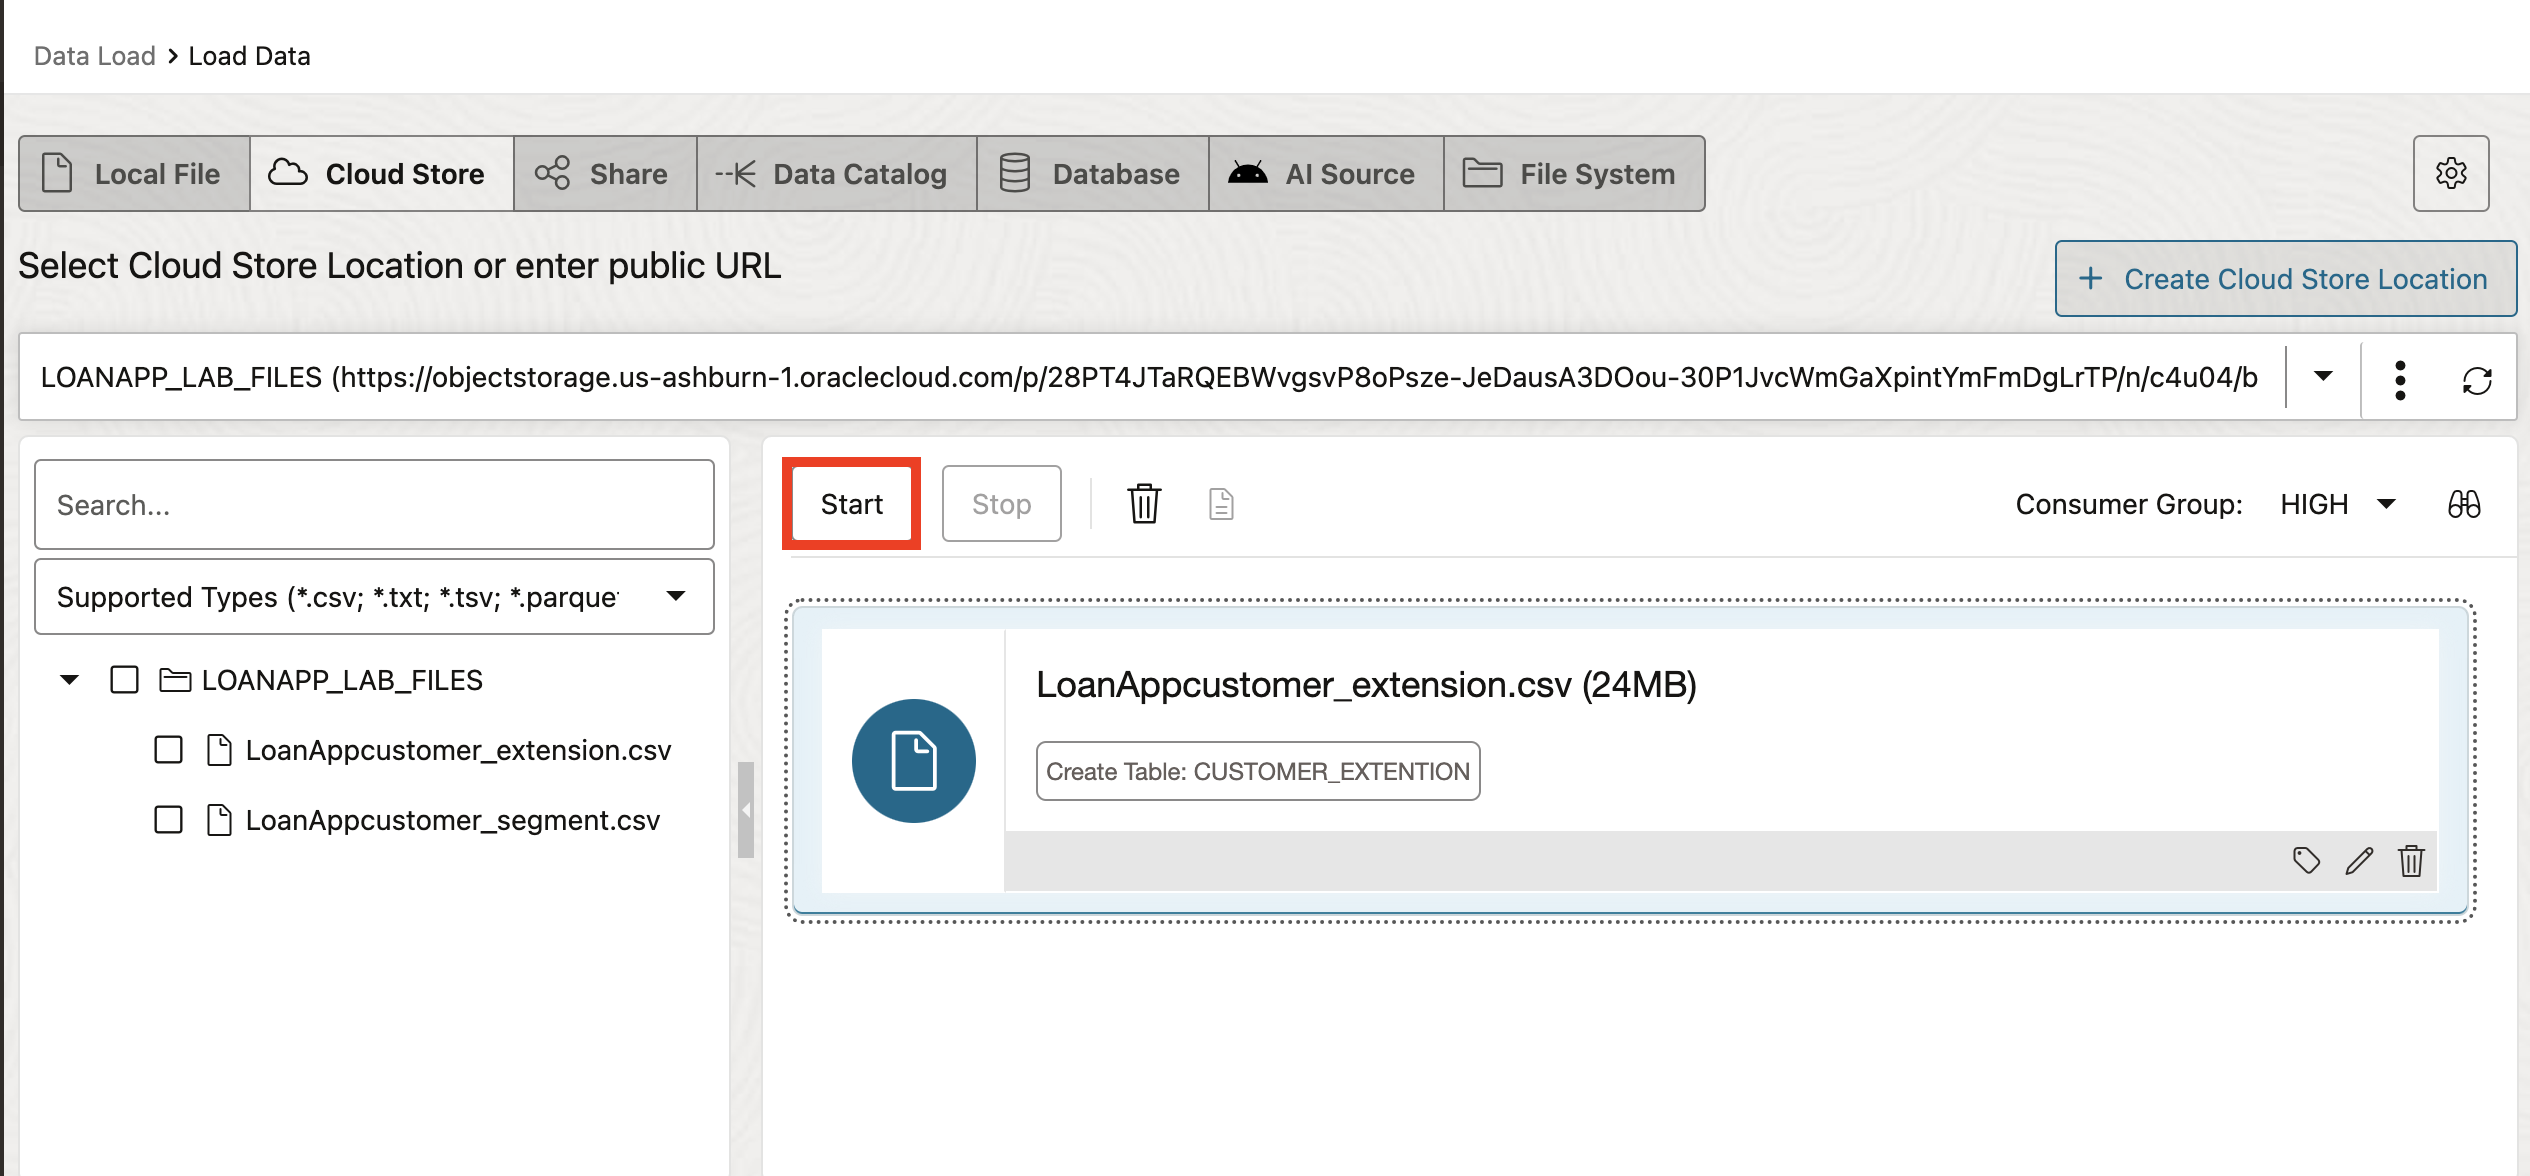 Data Load > Load Data
Local File
Cloud Store
Share
Data Catalog
Database
AI Source
File System
Select Cloud Store Location or enter public URL
+ Create Cloud Store Location
LOANAPP_LAB_FILES (https://objectstorage.us-ashburn-1.oraclecloud.com/p/28PT4JTaRQEBWvgsvP8oPsze-JeDausA3DOou-30P1JvcWmGaXpintYmFmDgLrTP/n/c4u04/b
Search...
Supported Types (*.csv; *.txt; *.tsv; *.parque
LOANAPP_LAB_FILES
LoanAppcustomer_extension.csv
LoanAppcustomer_segment.csv
Start
Stop
Consumer Group: HIGH
LoanAppcustomer_extension.csv (24MB)
Create Table: CUSTOMER_EXTENTION